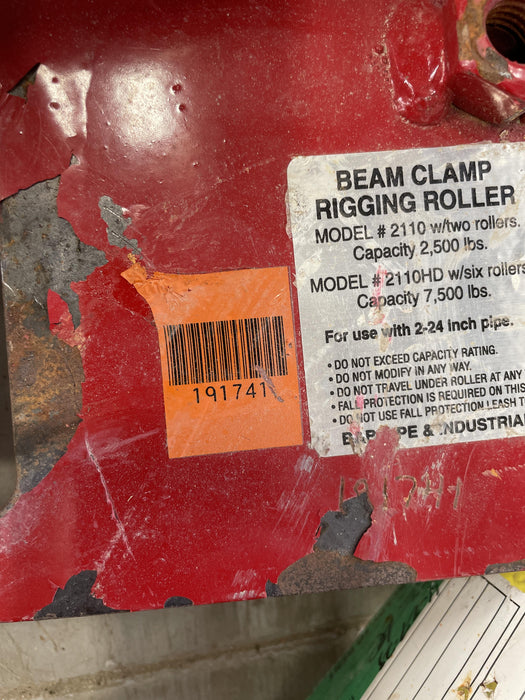 BEAM CLAMP
RIGGING ROLLER
MODEL # 2110 w/two rollers.
Capacity 2,500 lbs.
MODEL # 2110HD w/six rollers
Capacity 7,500 lbs.
For use with 2-24 inch pipe.
• DO NOT EXCEED CAPACITY RATING.
• DO NOT MODIFY IN ANY WAY.
• DO NOT TRAVEL UNDER ROLLER AT ANY
• FALL PROTECTION IS REQUIRED ON THIS
• DO NOT USE FALL PROTECTION LEASH
PIPE & INDUSTRIAL
191741
191741